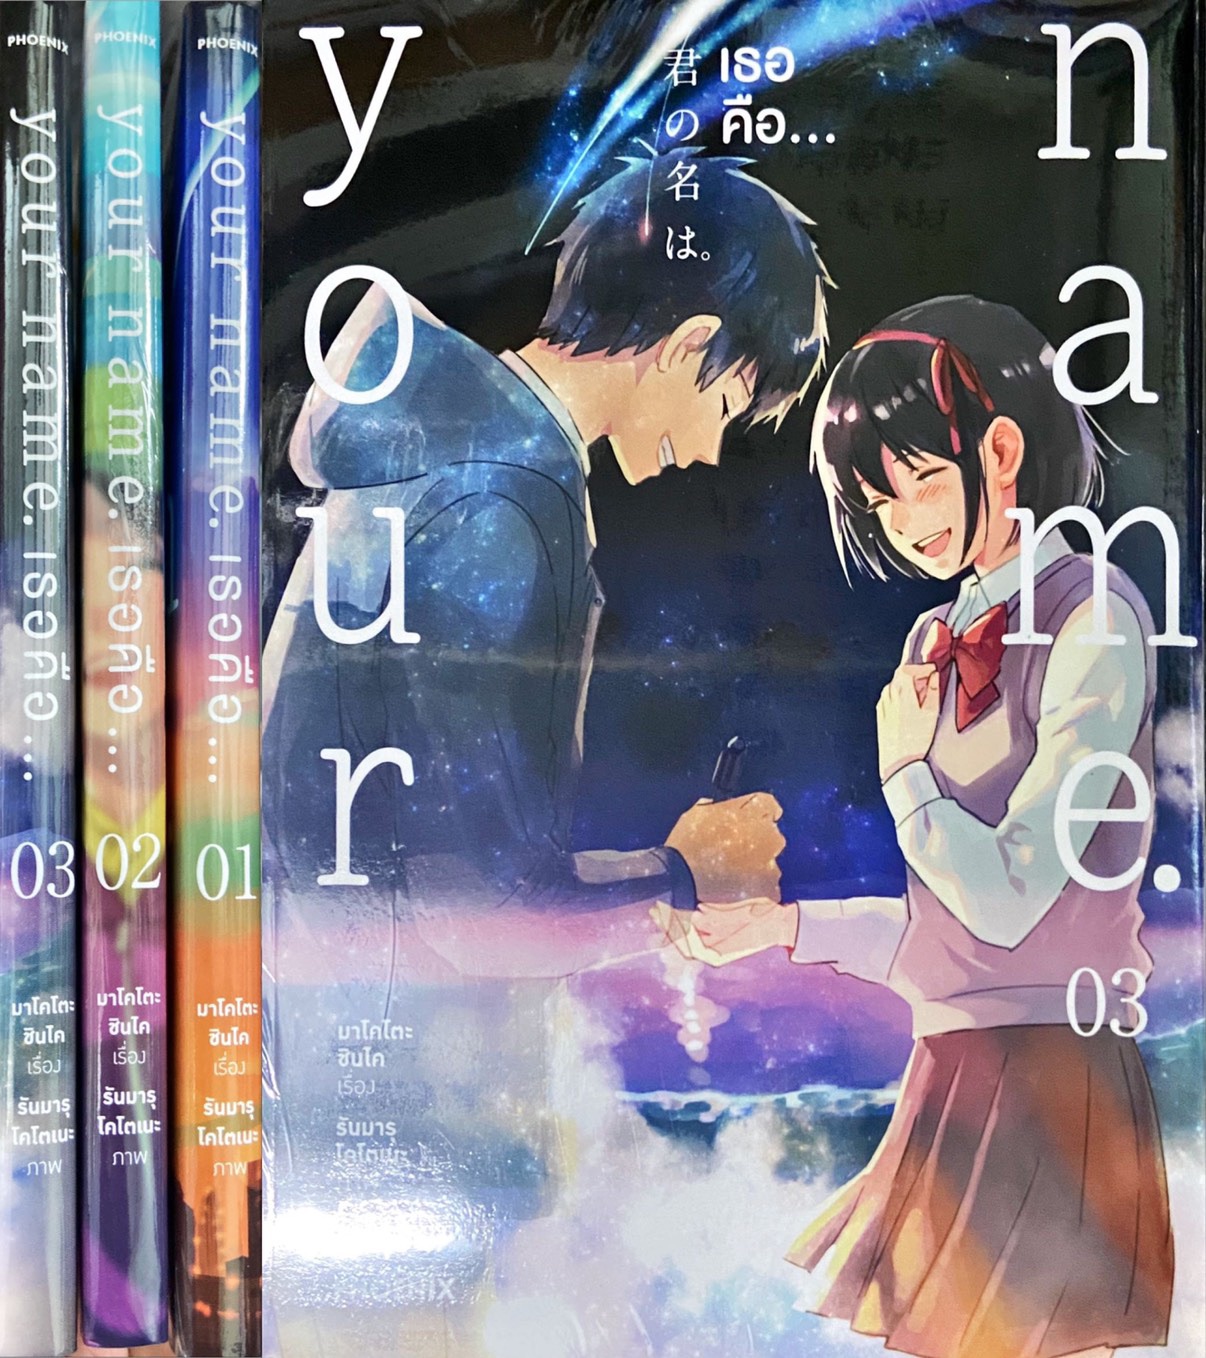 PHOENIX
your name. เธอคือ...
03
มาโคโตะ
ชินไค
เรื่อง
รันมารุ
โคโตเนะ
ภาพ
PHOENIX
your name. เธอคือ...
02
มาโคโตะ
ชินไค
เรื่อง
รันมารุ
โคโตเนะ
ภาพ
PHOENIX
your name. เธอคือ...
01
มาโคโตะ
ชินไค
เรื่อง
รันมารุ
โคโตเนะ
ภาพ
your
君の名は。
เธอ
คือ...
name.
03
มาโคโตะ
ชินไค
เรื่อง
รันมารุ
โคโตเนะ